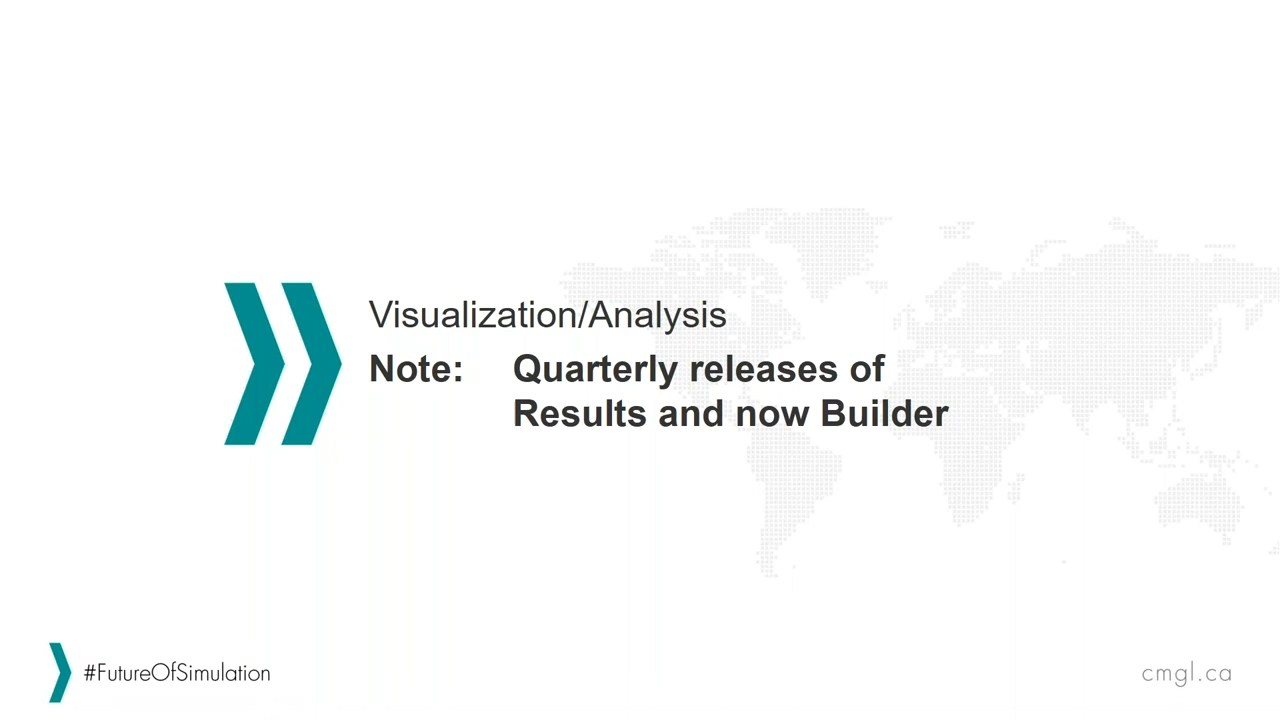 Visualization/Analysis
Note: Quarterly releases of
Results and now Builder
#FutureOfSimulation
cmgl.ca